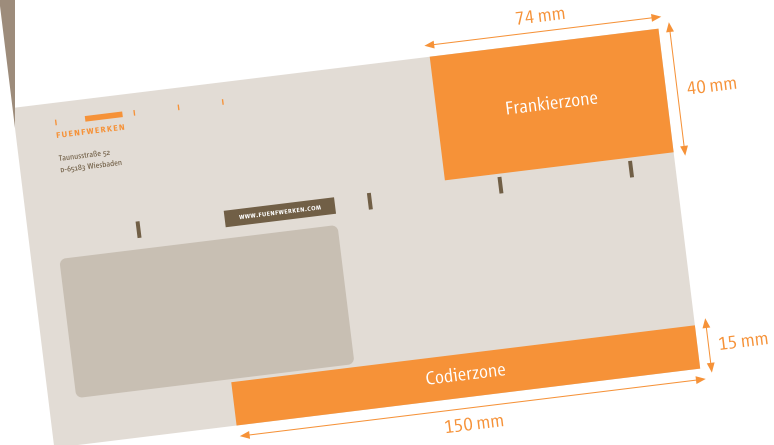 74 mm
40 mm
Frankierzone
FUENFWERKEN
Taunusstraße 52
D-65183 Wiesbaden
WWW.FUENFWERKEN.COM
15 mm
Codierzone
150 mm